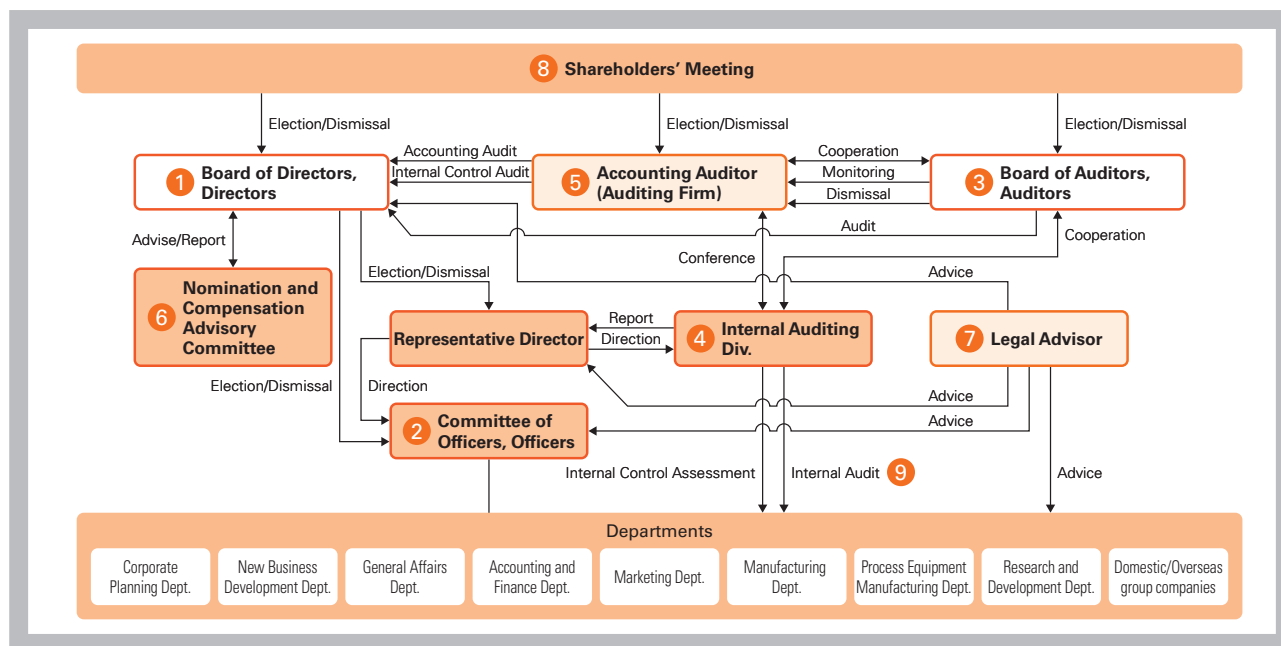 8 Shareholders' Meeting
Election/Dismissal
Election/Dismissal
Election/Dismissal
Accounting Audit
Internal Control Audit
Cooperation
Monitoring
Dismissal
1 Board of Directors,
Directors
5 Accounting Auditor
(Auditing Firm)
3 Board of Auditors,
Auditors
Audit
Advise/Report
Conference
Cooperation
Election/Dismissal
Advice
6 Nomination and
Compensation
Advisory
Committee
Representative Director
Report
Direction
4 Internal Auditing
Div.
7 Legal Advisor
Election/Dismissal
Direction
Advice
Advice
2 Committee of
Officers, Officers
Internal Control Assessment
Internal Audit 9
Advice
Departments
Corporate
Planning Dept.
New Business
Development Dept.
General Affairs
Dept.
Accounting and
Finance Dept.
Marketing Dept.
Manufacturing
Dept.
Process Equipment
Manufacturing Dept.
Research and
Development Dept.
Domestic/Overseas
group companies